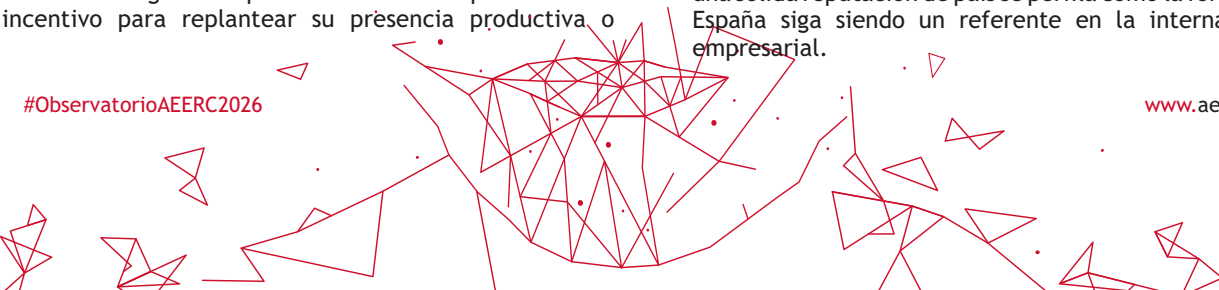 incentivo para replantear su presencia productiva o
España siga siendo un referente en la interna
empresarial.
#ObservatorioAEERC2026
www.ae